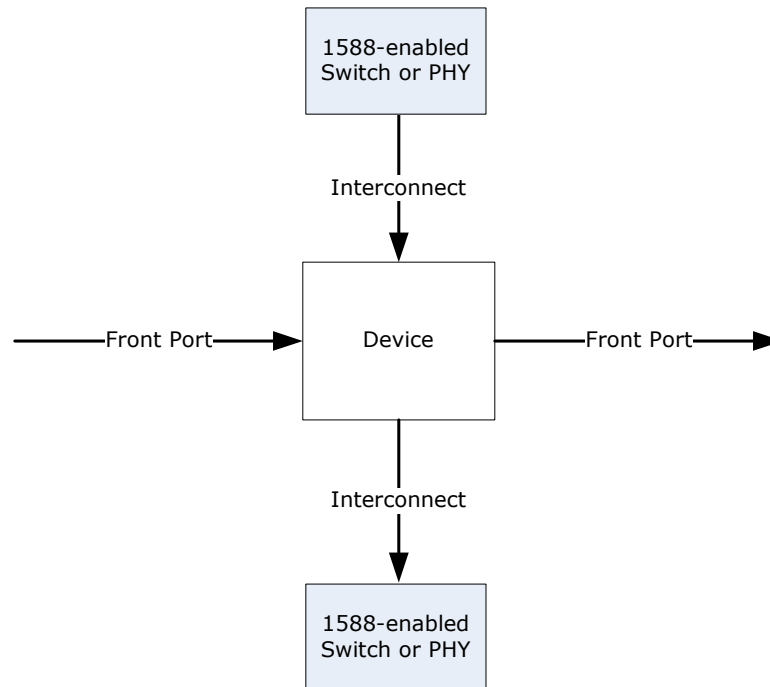 1588-enabled
Switch or PHY
Interconnect
Front Port
Device
Front Port
Interconnect
1588-enabled
Switch or PHY